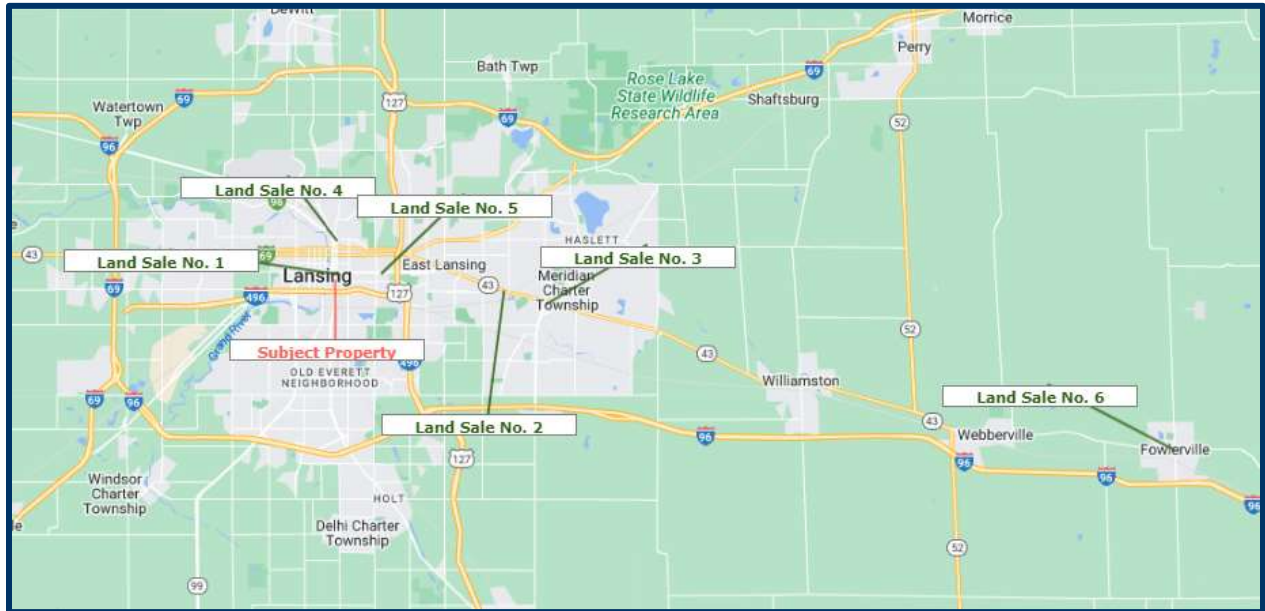 DeWitt
Morrice
Perry
Bath Twp
69
Rose Lake
State Wildlife
Research Area
69
Shaftsburg
127
Watertown
Twp
69
69
52
96
Land Sale No. 4
98
Land Sale No. 5
HASLETT
43
69
Land Sale No. 1
East Lansing
Land Sale No. 3
Lansing
Meridian
Charter
Township
43
69
496
127
Grand River
52
Subject Property
496
43
OLD EVERETT
NEIGHBORHOOD
Williamston
69
96
Land Sale No. 6
Land Sale No. 2
43
96
Webberville
Fowlerville
127
96
96
Windsor
Charter
Township
96
HOLT
le
Delhi Charter
Township
52
99